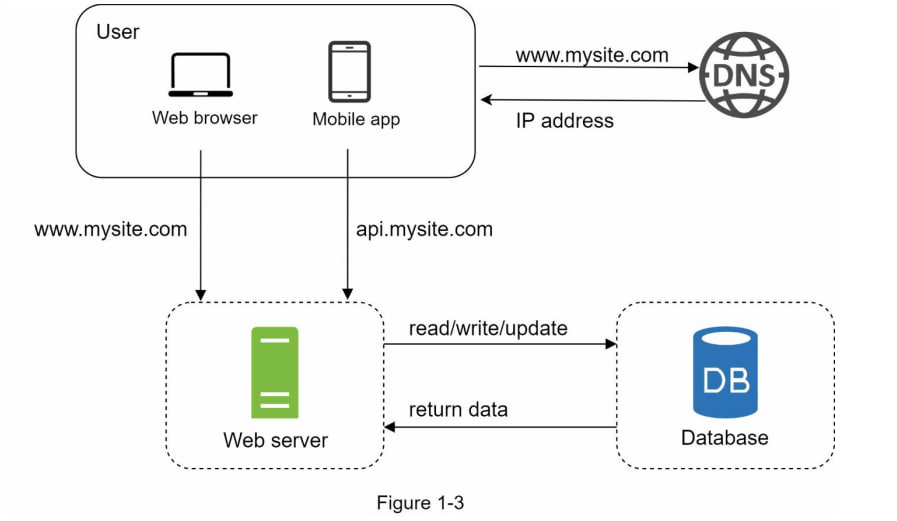 User
www.mysite.com
DNS
Web browser
Mobile app
IP address
www.mysite.com
api.mysite.com
read/write/update
DB
return data
Web server
Database
Figure 1-3